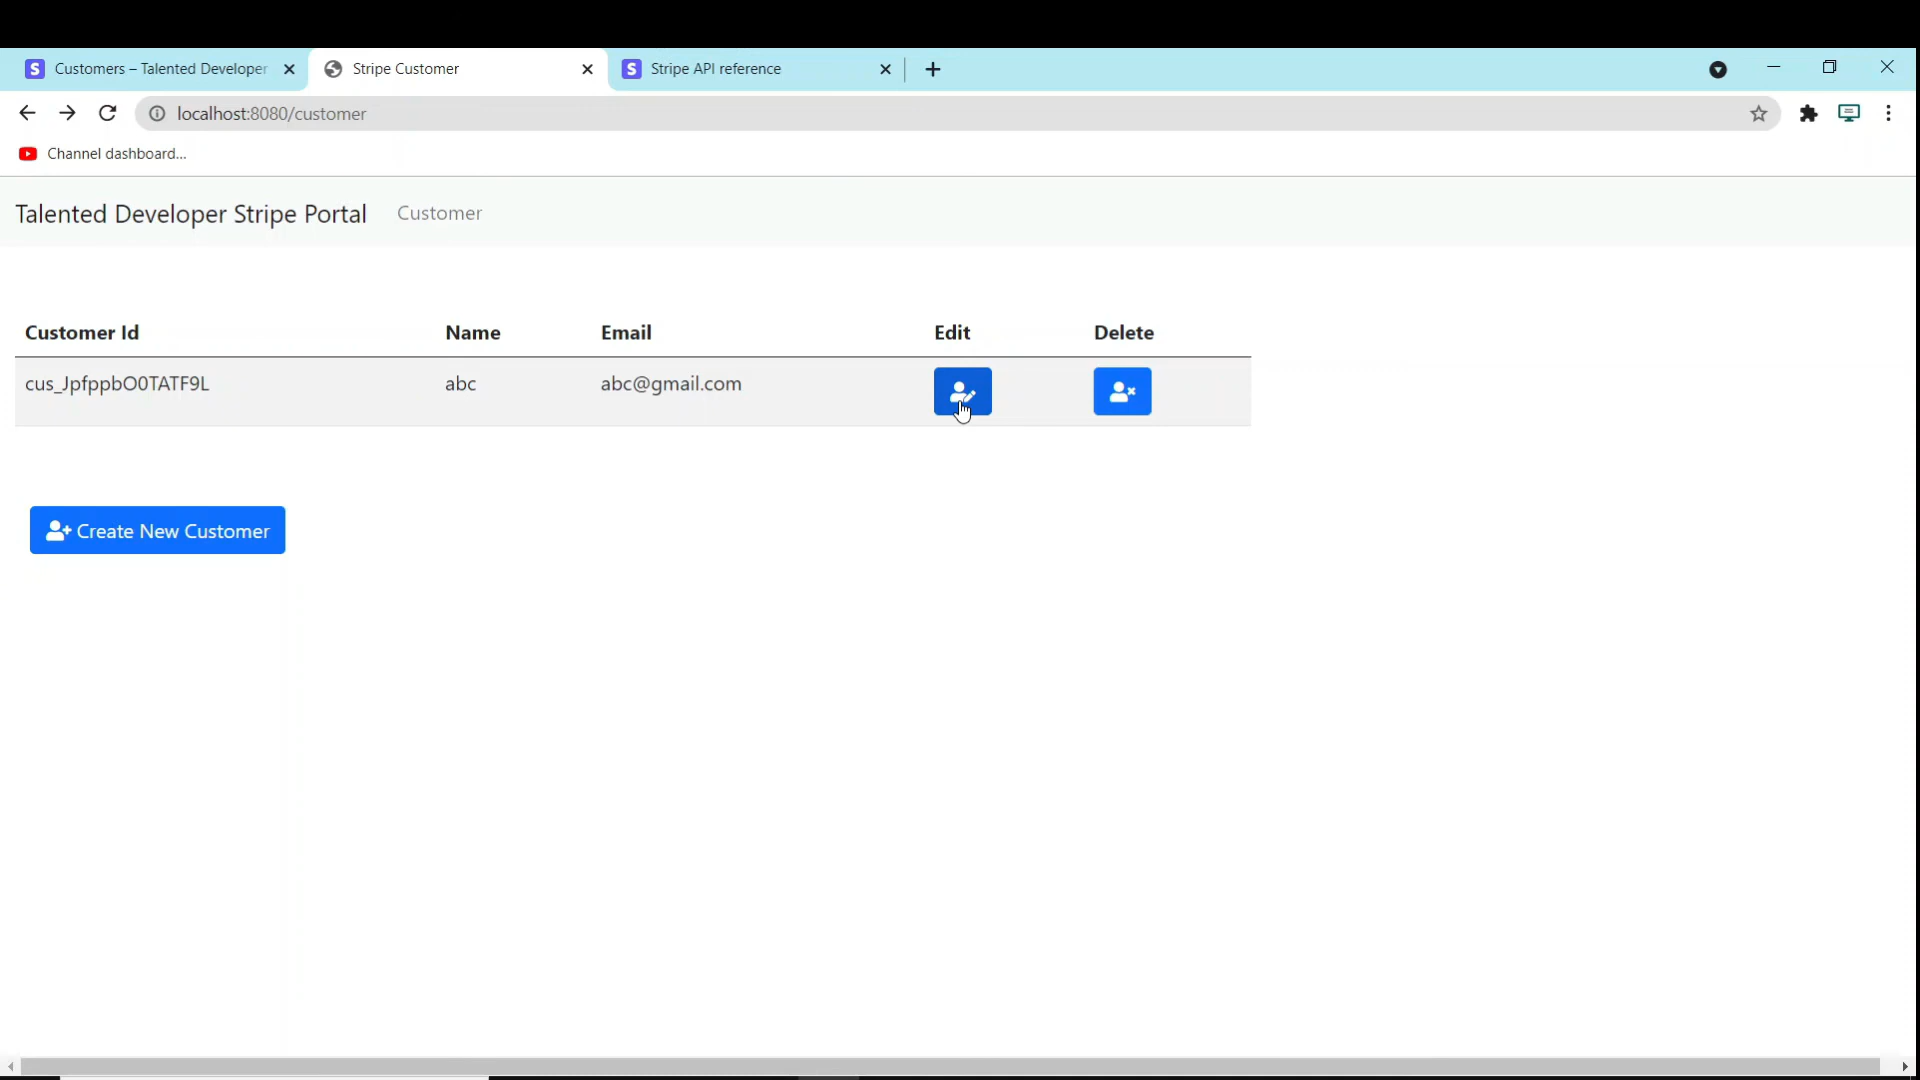 Customers – Talented Developer
Stripe Customer
Stripe API reference
localhost:8080/customer
Channel dashboard...
Talented Developer Stripe Portal Customer
Customer Id Name Email Edit Delete
cus_JpfppbO0TATF9L abc abc@gmail.com
Create New Customer